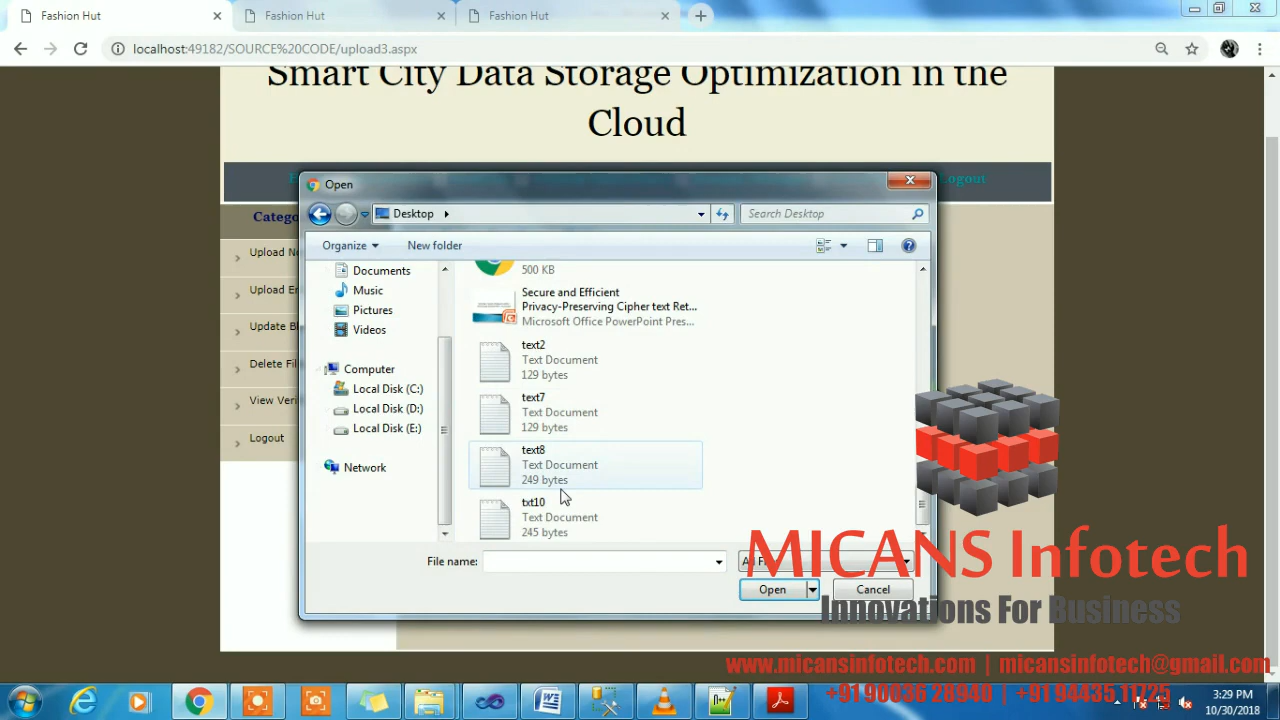 Fashion Hut
Fashion Hut
Fashion Hut
localhost:49182/SOURCE%20CODE/upload3.aspx
Smart City Data Storage Optimization in the
Cloud
Logout
Open
Desktop
Search Desktop
Organize
New folder
Documents
Music
Pictures
Videos
Computer
Local Disk (C:)
Local Disk (D:)
Local Disk (E:)
Network
500 KB
Secure and Efficient
Privacy-Preserving Cipher text Ret...
Microsoft Office PowerPoint Pres...
text2
Text Document
129 bytes
text7
Text Document
129 bytes
text8
Text Document
249 bytes
txt10
Text Document
245 bytes
File name:
Open
Cancel
Upload
Upload
Update
Delete
View
Logout
MICANS Infotech
Innovations For Business
www.micansinfotech.com | micansinfotech@gmail.com
+91 90036 28940 | +91 94435 11725
3:29 PM
10/30/2018